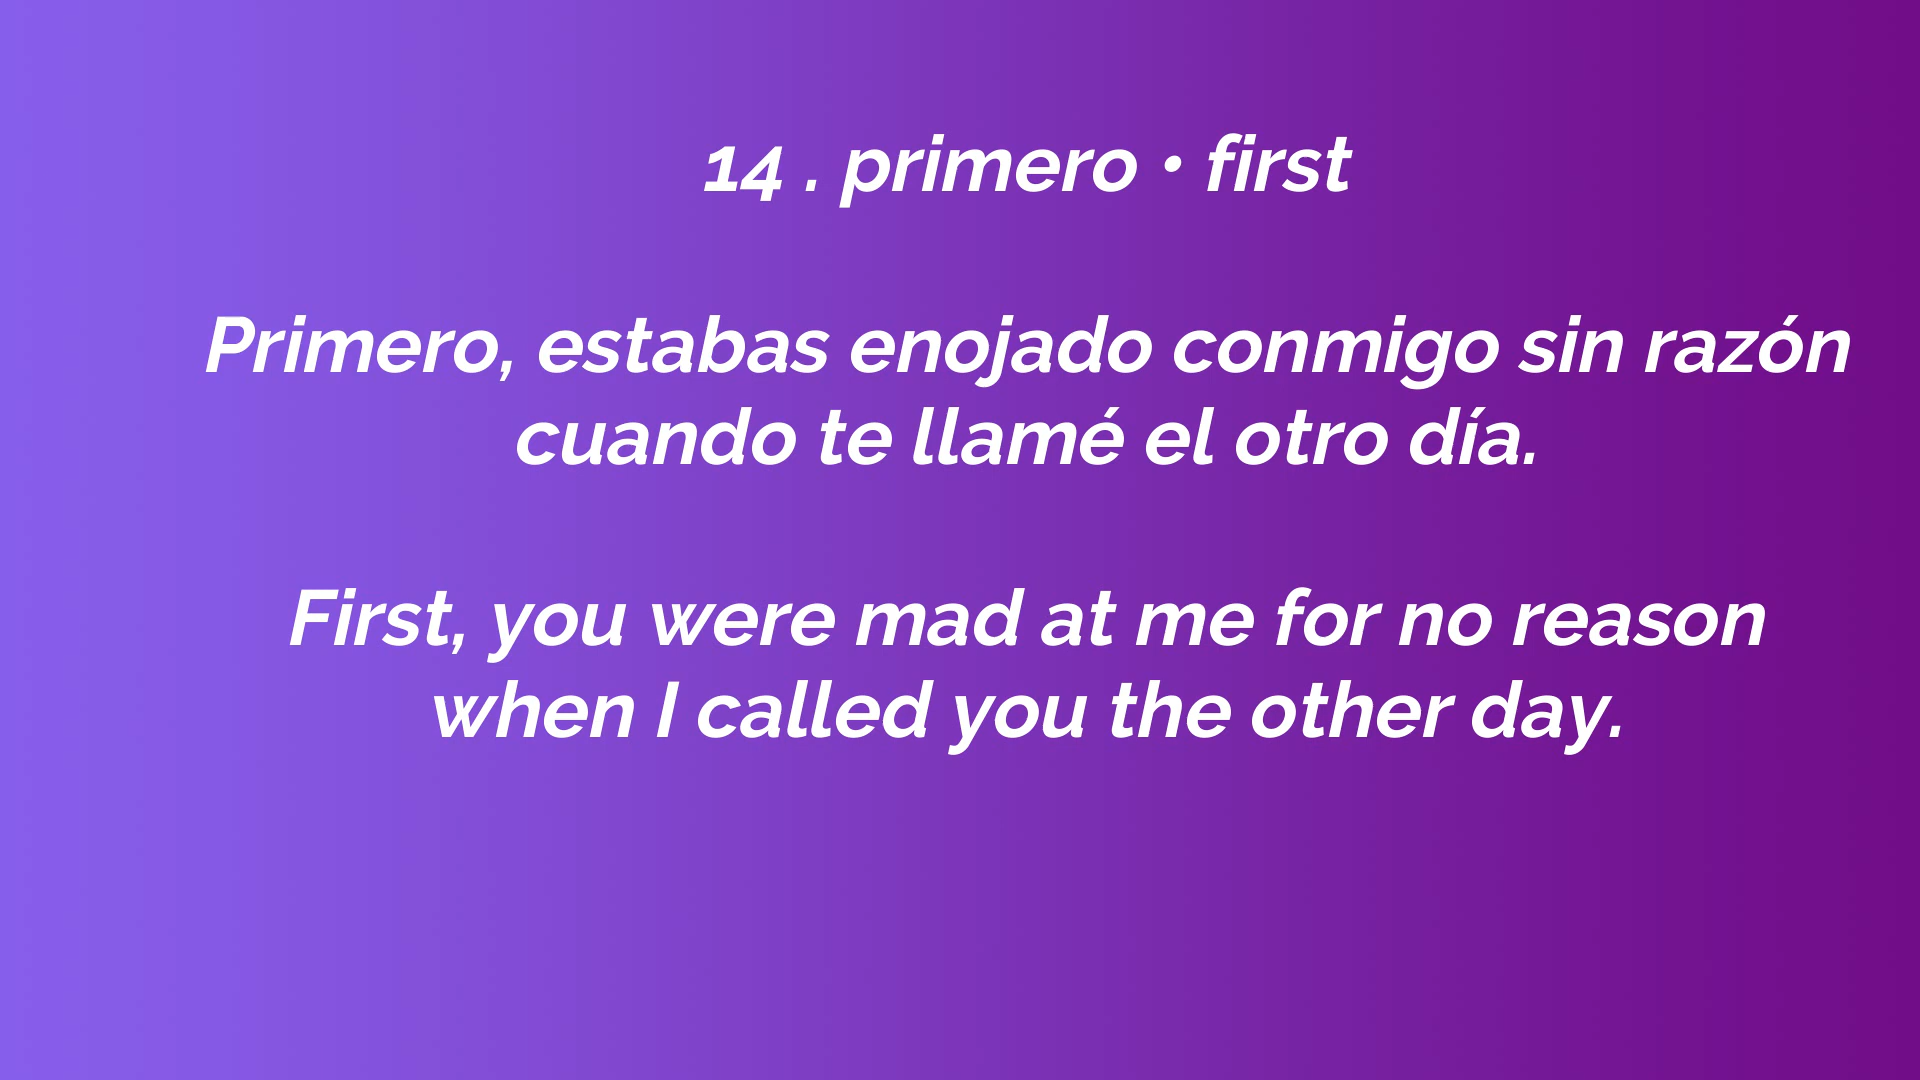 14 . primero • first
Primero, estabas enojado conmigo sin razón
cuando te llamé el otro día.
First, you were mad at me for no reason
when I called you the other day.